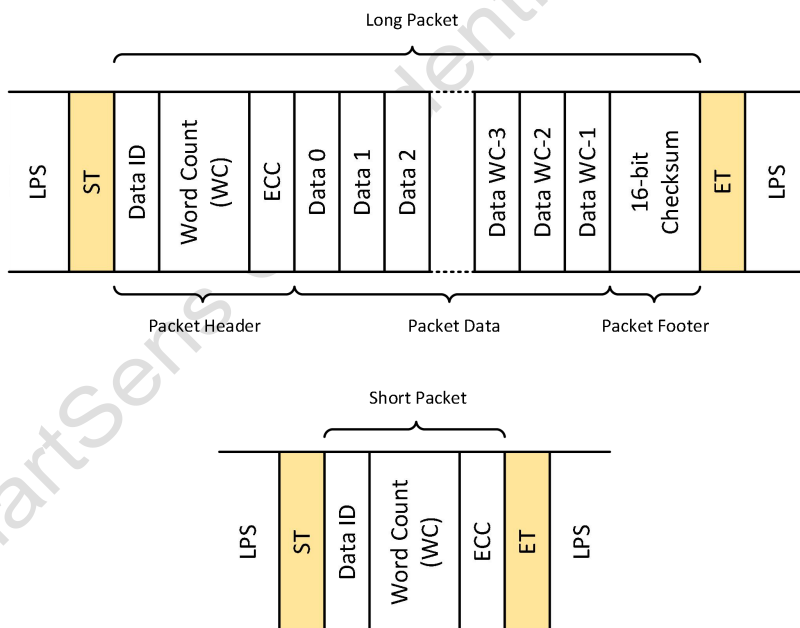 Long Packet
LPS
ST
Data ID
Word Count
(WC)
ECC
Data 0
Data 1
Data 2
Data WC-3
Data WC-2
Data WC-1
16-bit
Checksum
ET
LPS
Packet Header
Packet Data
Packet Footer
Short Packet
LPS
ST
Data ID
Word Count
(WC)
ECC
ET
LPS